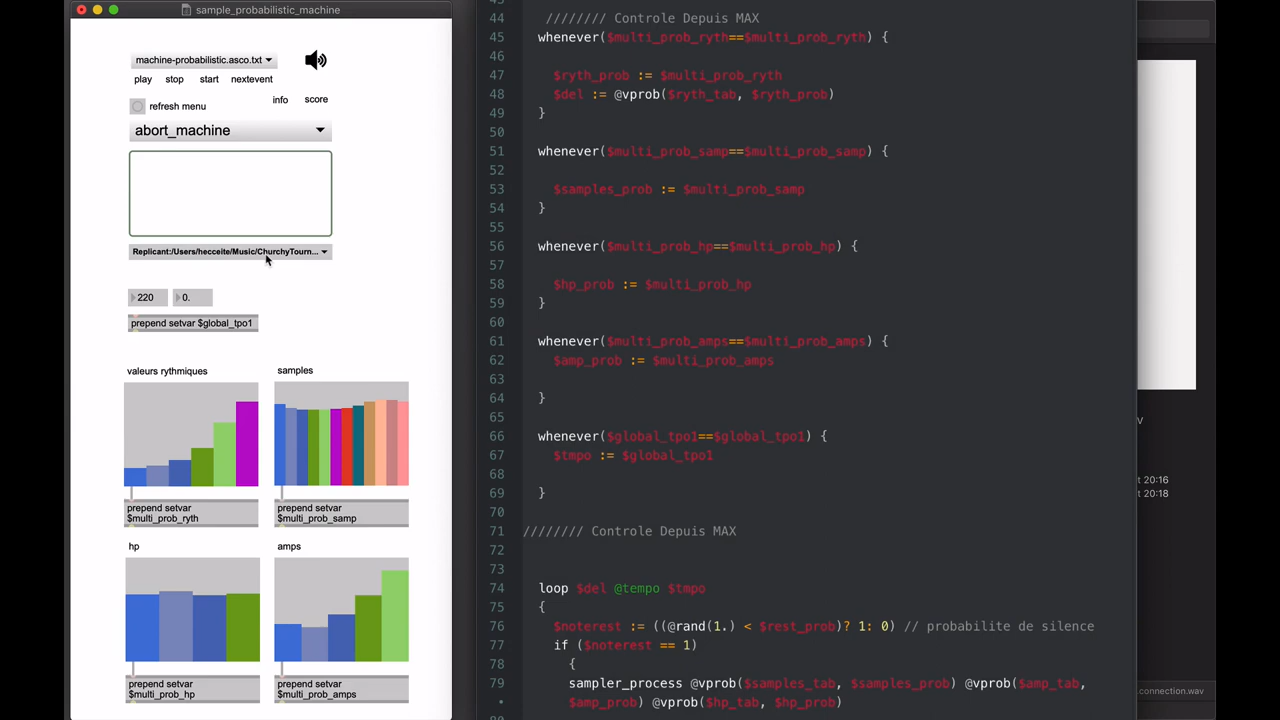 sample_probabilistic_machine
machine-probabilistic.asco.txt
play stop start nextevent
refresh menu
info score
abort_machine
Replicant:/Users/hecceite/Music/ChurchyTourn...
220 0.
prepend setvar $global_tpo1
valeurs rythmiques
samples
prepend setvar
$multi_prob_ryth
prepend setvar
$multi_prob_samp
hp
amps
prepend setvar
$multi_prob_hp
prepend setvar
$multi_prob_amps
44 //////// Controle Depuis MAX
45 whenever($multi_prob_ryth==$multi_prob_ryth) {
46
47 $ryth_prob := $multi_prob_ryth
48 $del := @vprob($ryth_tab, $ryth_prob)
49 }
50
51 whenever($multi_prob_samp==$multi_prob_samp) {
52
53 $samples_prob := $multi_prob_samp
54 }
55
56 whenever($multi_prob_hp==$multi_prob_hp) {
57
58 $hp_prob := $multi_prob_hp
59 }
60
61 whenever($multi_prob_amps==$multi_prob_amps) {
62 $amp_prob := $multi_prob_amps
63
64 }
65
66 whenever($global_tpo1==$global_tpo1) {
67 $tmpo := $global_tpo1
68
69 }
70
71 //////// Controle Depuis MAX
72
73
74 loop $del @tempo $tmpo
75 {
76 $noterest := ((@rand(1.) < $rest_prob)? 1: 0) // probabilite de silence
77 if ($noterest == 1)
78 {
79 sampler_process @vprob($samples_tab, $samples_prob) @vprob($amp_tab,
$amp_prob) @vprob($hp_tab, $hp_prob)
t 20:16
t 20:18
.connection.wav